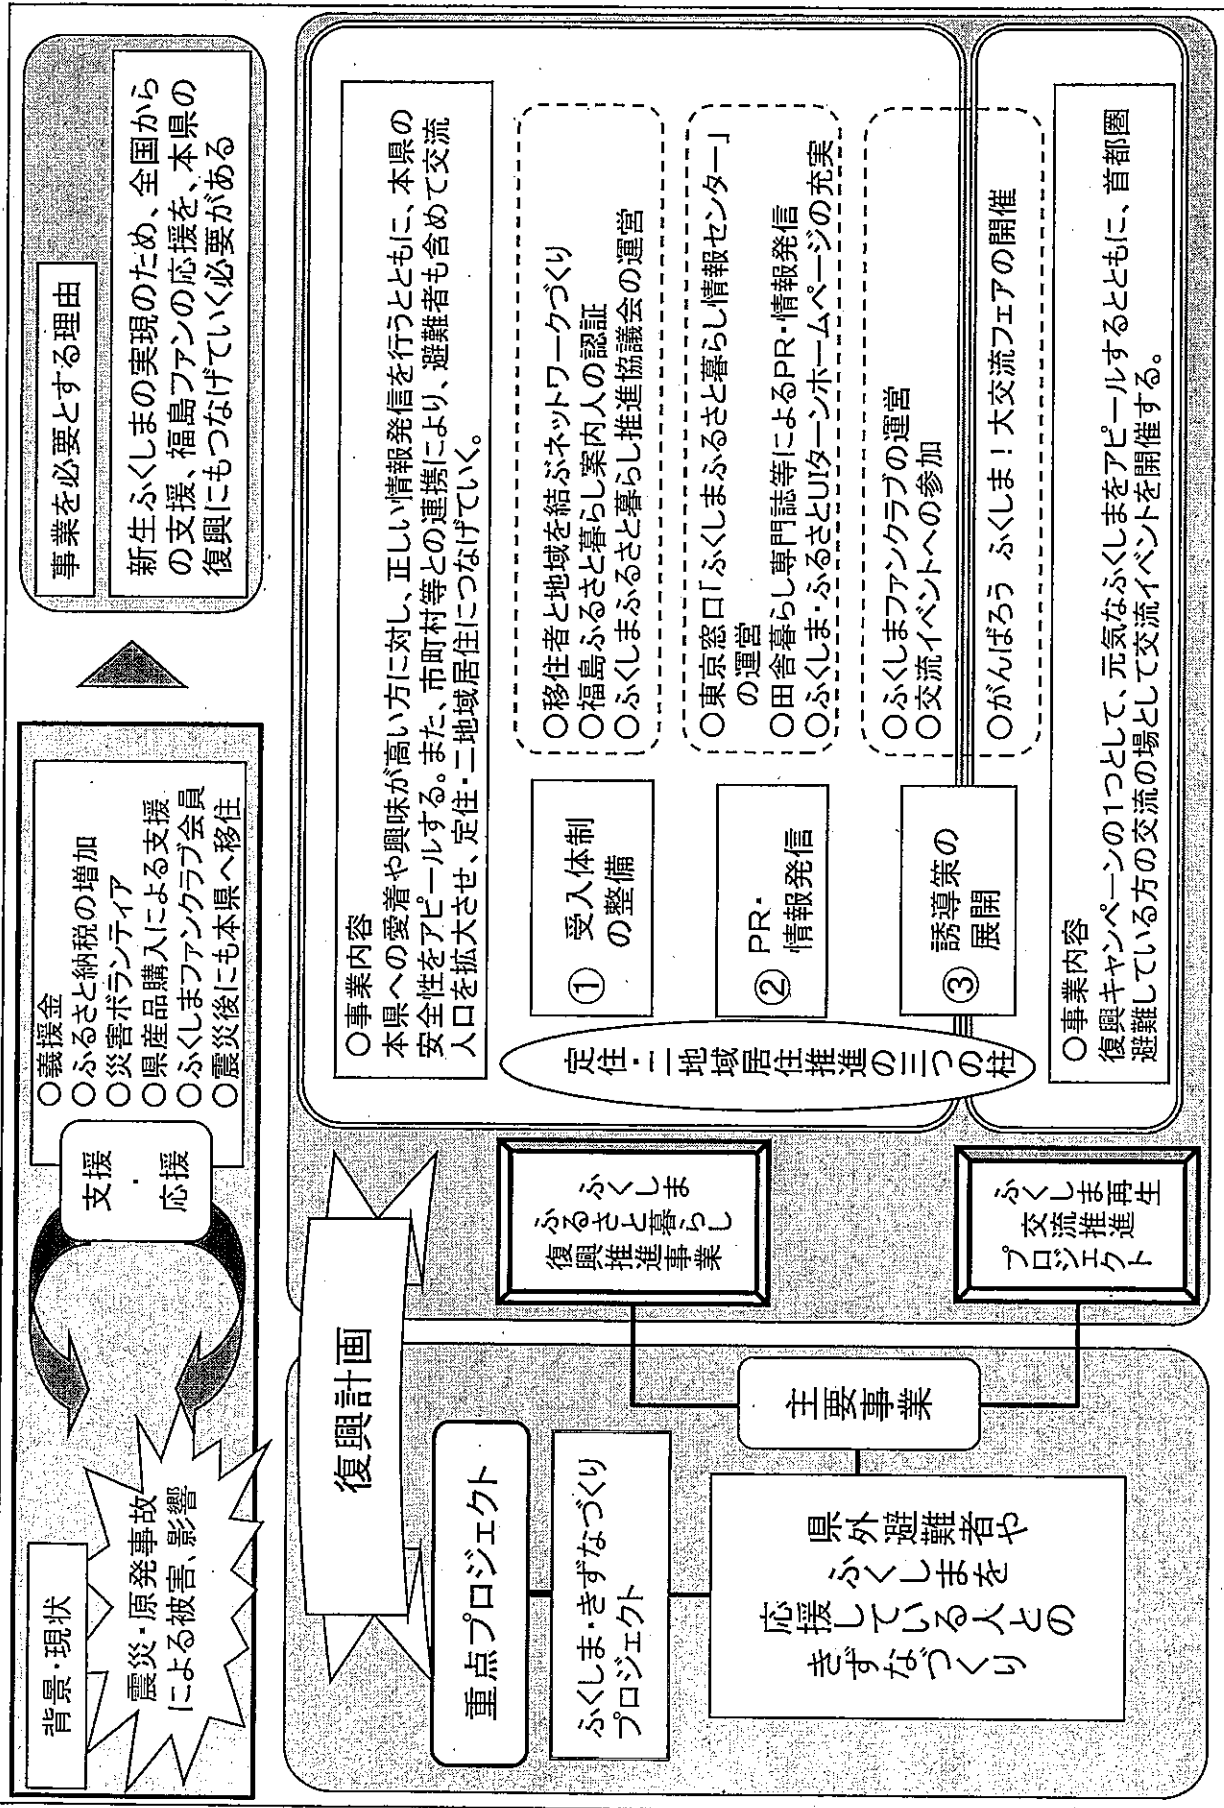 背景・現状
震災・原発事故
による被害、影響
支援
・
応援
○義援金
○ふるさと納税の増加
○災害ボランティア
○県産品購入による支援
○ふくしまファンクラブ会員
○震災後にも本県へ移住
事業を必要とする理由
新生ふくしまの実現のため、全国から
の支援、福島ファンの応援を、本県の
復興にもつなげていく必要がある
復興計画
重点プロジェクト
ふくしま・きずなづくり
プロジェクト
県外避難者や
ふくしまを
応援している人との
きずなづくり
主要事業
ふくしま
ふるさと暮らし
復興推進事業
○事業内容
本県への愛着や興味が高い方に対し、正しい情報発信を行うとともに、本県の
安全性をアピールする。また、市町村等との連携により、避難者も含めて交流
人口を拡大させ、定住・二地域居住につなげていく。
定住・二地域居住推進の三つの柱
① 受入体制
の整備
○移住者と地域を結ぶネットワークづくり
○福島ふるさと暮らし案内人の認証
○ふくしまふるさと暮らし推進協議会の運営
② PR・
情報発信
○東京窓口「ふくしまふるさと暮らし情報センター」
の運営
○田舎暮らし専門誌等によるPR・情報発信
○ふくしま・ふるさとUIターンホームページの充実
③ 誘導策の
展開
○ふくしまファンクラブの運営
○交流イベントへの参加
○がんばろう ふくしま!大交流フェアの開催
ふくしま再生
交流推進
プロジェクト
○事業内容
復興キャンペーンの1つとして、元気なふくしまをアピールするとともに、首都圏
避難している方の交流の場として交流イベントを開催する。